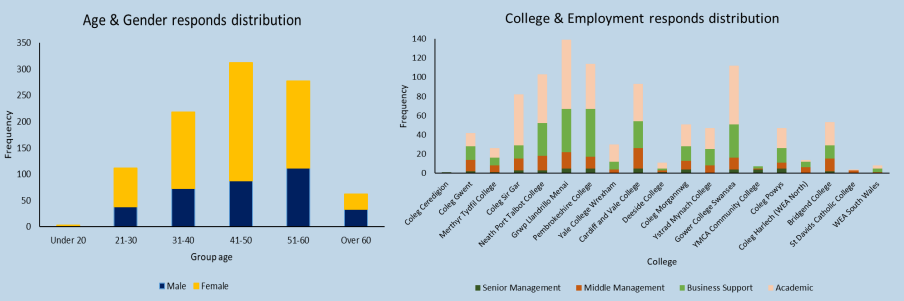 Age & Gender responds distribution
350
300
250
200
150
100
50
0
Frequency
Under 20
21-30
31-40
41-50
51-60
Over 60
Group age
Male
Female
College & Employment responds distribution
140
120
100
80
60
40
20
0
Frequency
Coleg Ceredigion
Coleg Gwent
Merthyr Tydfil College
Coleg Sir Gar
Neath Port Talbot College
Grwp Llandrillo Menai
Pembrokeshire College
Yale College Wrexham
Cardiff and Vale College
Deeside College
Coleg Morgannwg
Ystrad Mynach College
Gower College Swansea
YMCA Community College
Coleg Powys
Coleg Harlech (WEA North)
Bridgend College
St Davids Catholic College
WEA South Wales
College
Senior Management
Middle Management
Business Support
Academic